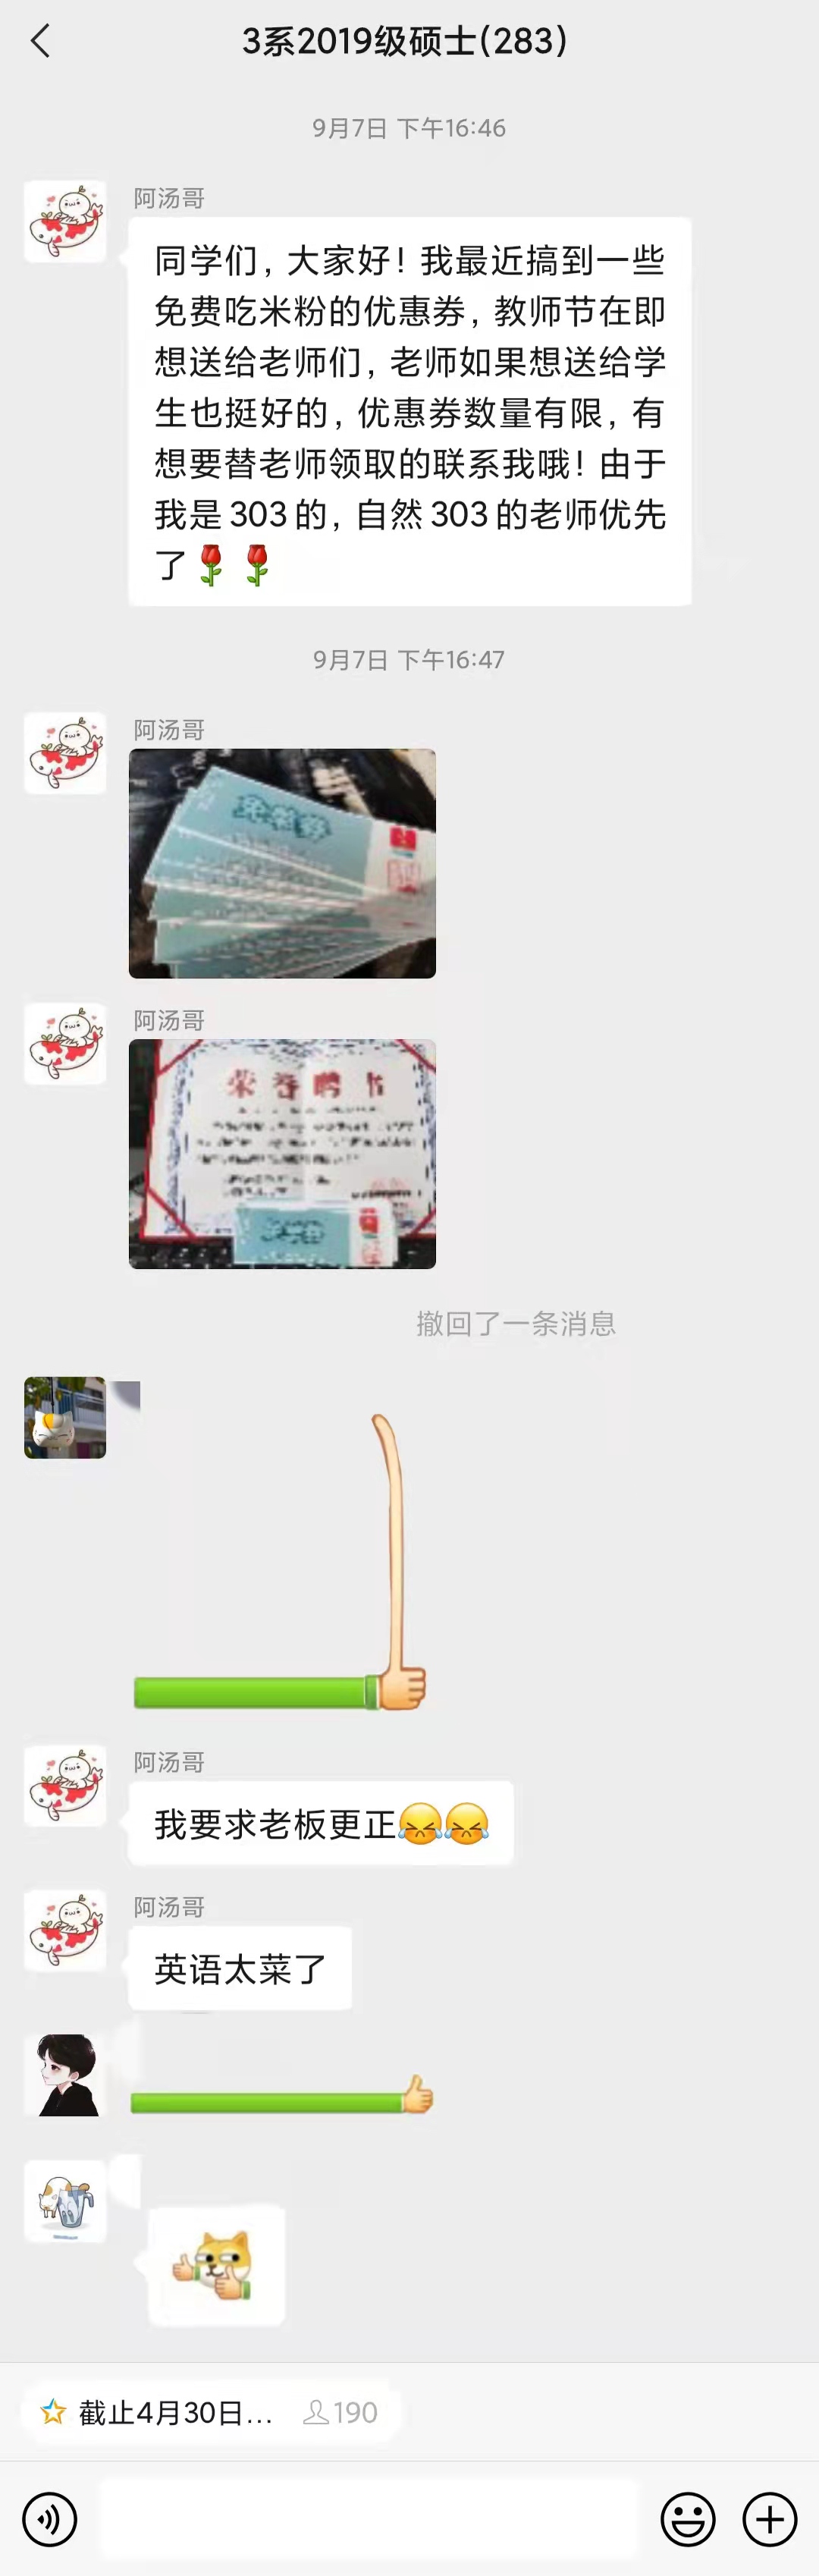 3系2019级硕士(283)
9月7日 下午16:46
阿汤哥
同学们，大家好！我最近搞到一些
免费吃米粉的优惠券，教师节在即
想送给老师们，老师如果想送给学
生也挺好的，优惠券数量有限，有
想要替老师领取的联系我哦！由于
我是303的，自然303的老师优先
了🌹🌹
9月7日 下午16:47
阿汤哥
阿汤哥
荣誉聘书
撤回了一条消息
阿汤哥
我要求老板更正😹😹
阿汤哥
英语太菜了
截止4月30日...
190